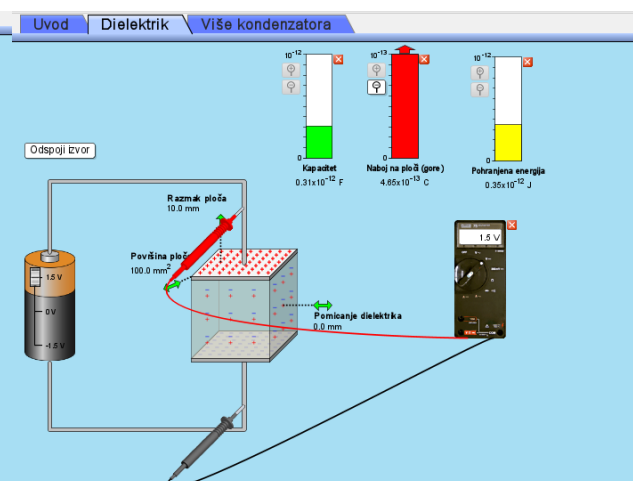 Uvod
Dielektrik
Više kondenzatora
10-12
10-13
10-12
0
0
0
Kapacitet
Naboj na ploči (gore)
Pohranjena energija
0.31x10-12 F
4.65x10-13 C
0.35x10-12 J
Odspoji izvor
Razmak ploča
10.0 mm
Površina ploč
100.0 mm2
1.5 V
0 V
-1.5 V
Pomicanje dielektrika
0.0 mm
1.5 V